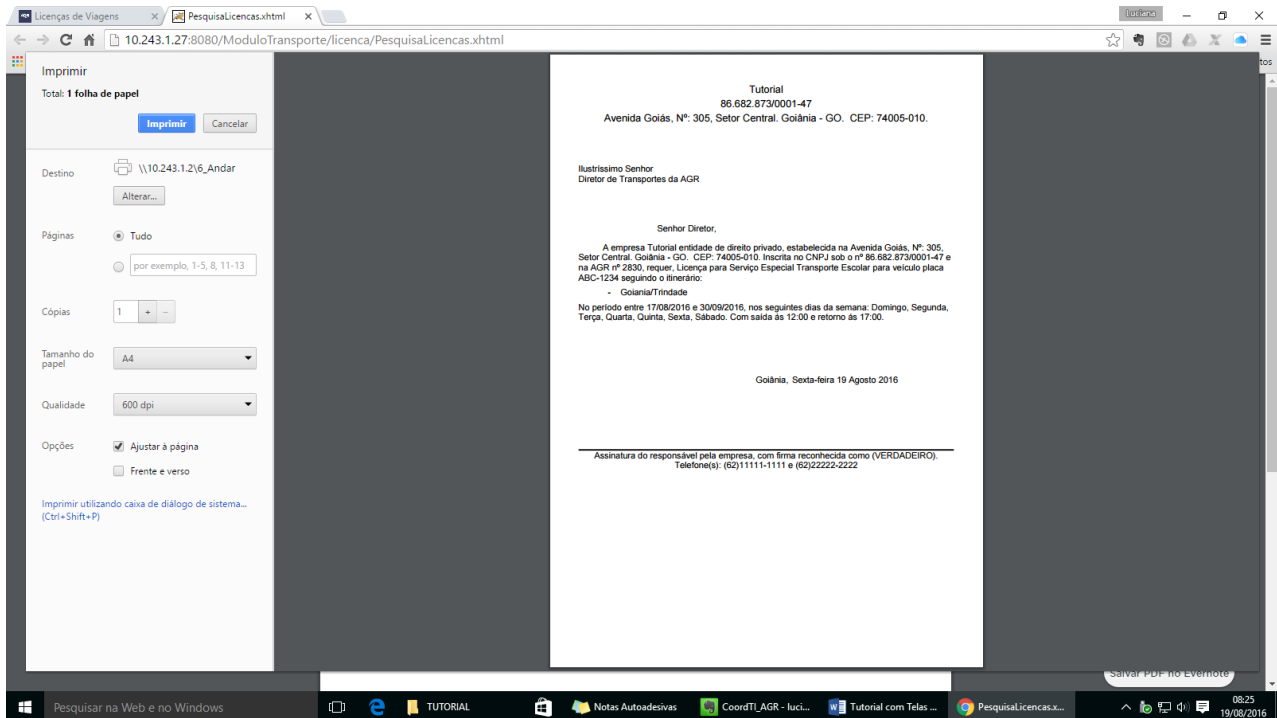 Licenças de Viagens
PesquisaLicencas.xhtml
Luciana
10.243.1.27:8080/ModuloTransporte/licenca/PesquisaLicencas.xhtml
tos
Imprimir
Total: 1 folha de papel
Imprimir
Cancelar
Destino
\\10.243.1.2\6_Andar
Alterar...
Páginas
Tudo
por exemplo, 1-5, 8, 11-13
Cópias
1
+
-
Tamanho do
papel
A4
Qualidade
600 dpi
Opções
Ajustar à página
Frente e verso
Imprimir utilizando caixa de diálogo de sistema...
(Ctrl+Shift+P)
Tutorial
86.682.873/0001-47
Avenida Goiás, Nº: 305, Setor Central. Goiânia - GO. CEP: 74005-010.
Ilustríssimo Senhor
Diretor de Transportes da AGR
Senhor Diretor,
A empresa Tutorial entidade de direito privado, estabelecida na Avenida Goiás, Nº: 305,
Setor Central. Goiânia - GO. CEP: 74005-010. Inscrita no CNPJ sob o nº 86.682.873/0001-47 e
na AGR nº 2830, requer, Licença para Serviço Especial Transporte Escolar para veículo placa
ABC-1234 seguindo o itinerário:
- Goiania/Trindade
No período entre 17/08/2016 e 30/09/2016, nos seguintes dias da semana: Domingo, Segunda,
Terça, Quarta, Quinta, Sexta, Sábado. Com saída ás 12:00 e retorno ás 17:00.
Goiânia, Sexta-feira 19 Agosto 2016
Assinatura do responsável pela empresa, com firma reconhecida como (VERDADEIRO).
Telefone(s): (62)11111-1111 e (62)22222-2222
Salvar PDF no Evernote
Pesquisar na Web e no Windows
TUTORIAL
Notas Autoadesivas
CoordTI_AGR - luci...
Tutorial com Telas ...
PesquisaLicencas.x...
08:25
19/08/2016